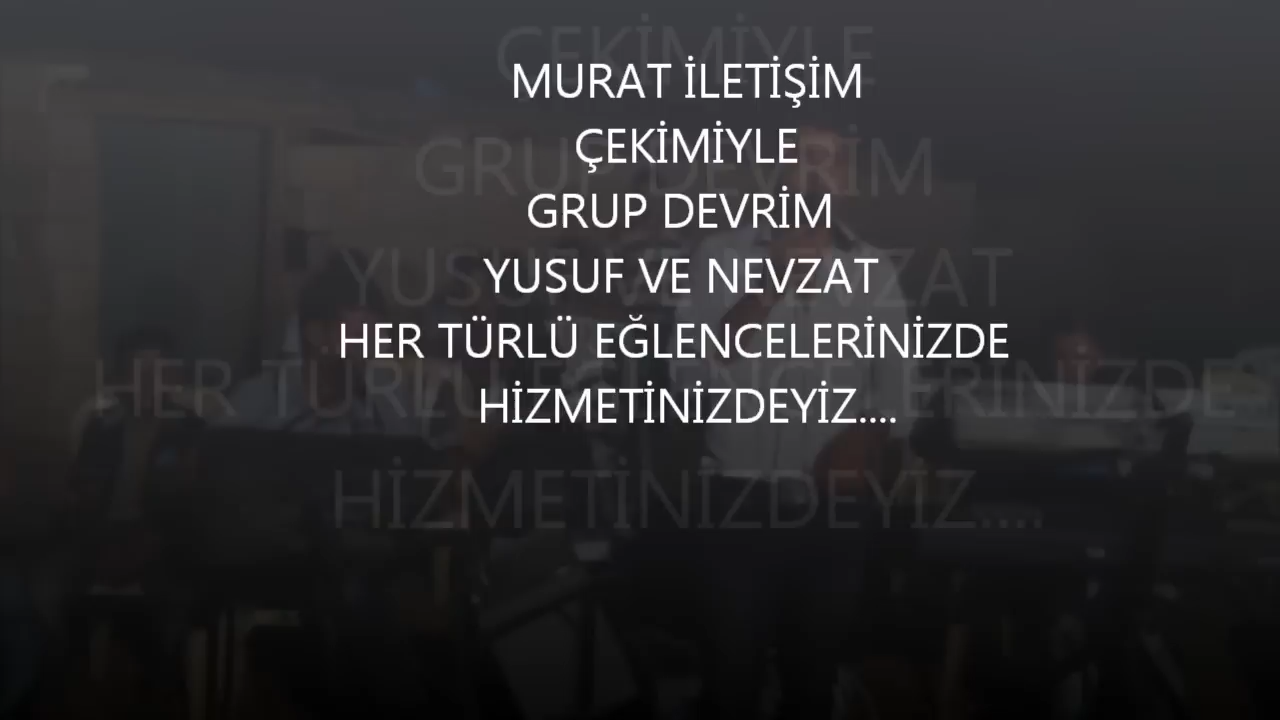 MURAT İLETİŞİM
ÇEKİMİYLE
GRUP DEVRİM
YUSUF VE NEVZAT
HER TÜRLÜ EĞLENCELERİNİZDE
HİZMETİNİZDEYİZ....